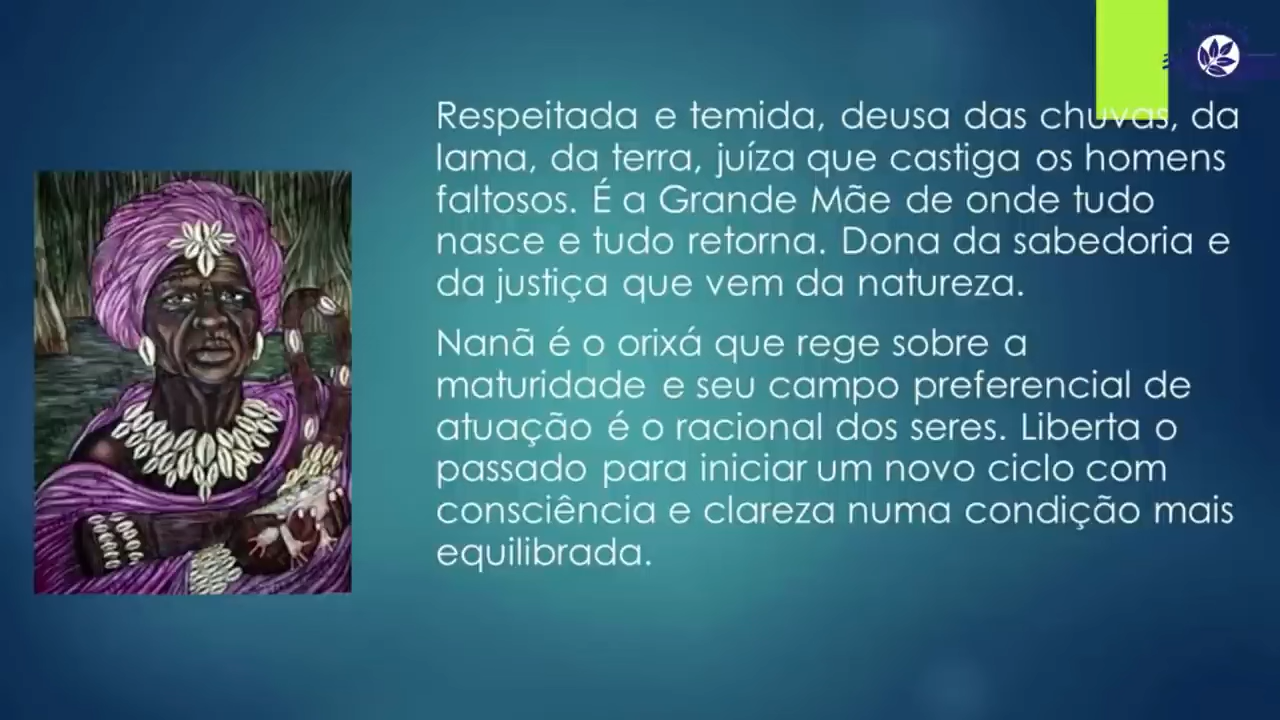 Respeitada e temida, deusa das chuvas, da
lama, da terra, juíza que castiga os homens
faltosos. É a Grande Mãe de onde tudo
nasce e tudo retorna. Dona da sabedoria e
da justiça que vem da natureza.
Nanã é o orixá que rege sobre a
maturidade e seu campo preferencial de
atuação é o racional dos seres. Liberta o
passado para iniciar um novo ciclo com
consciência e clareza numa condição mais
equilibrada.